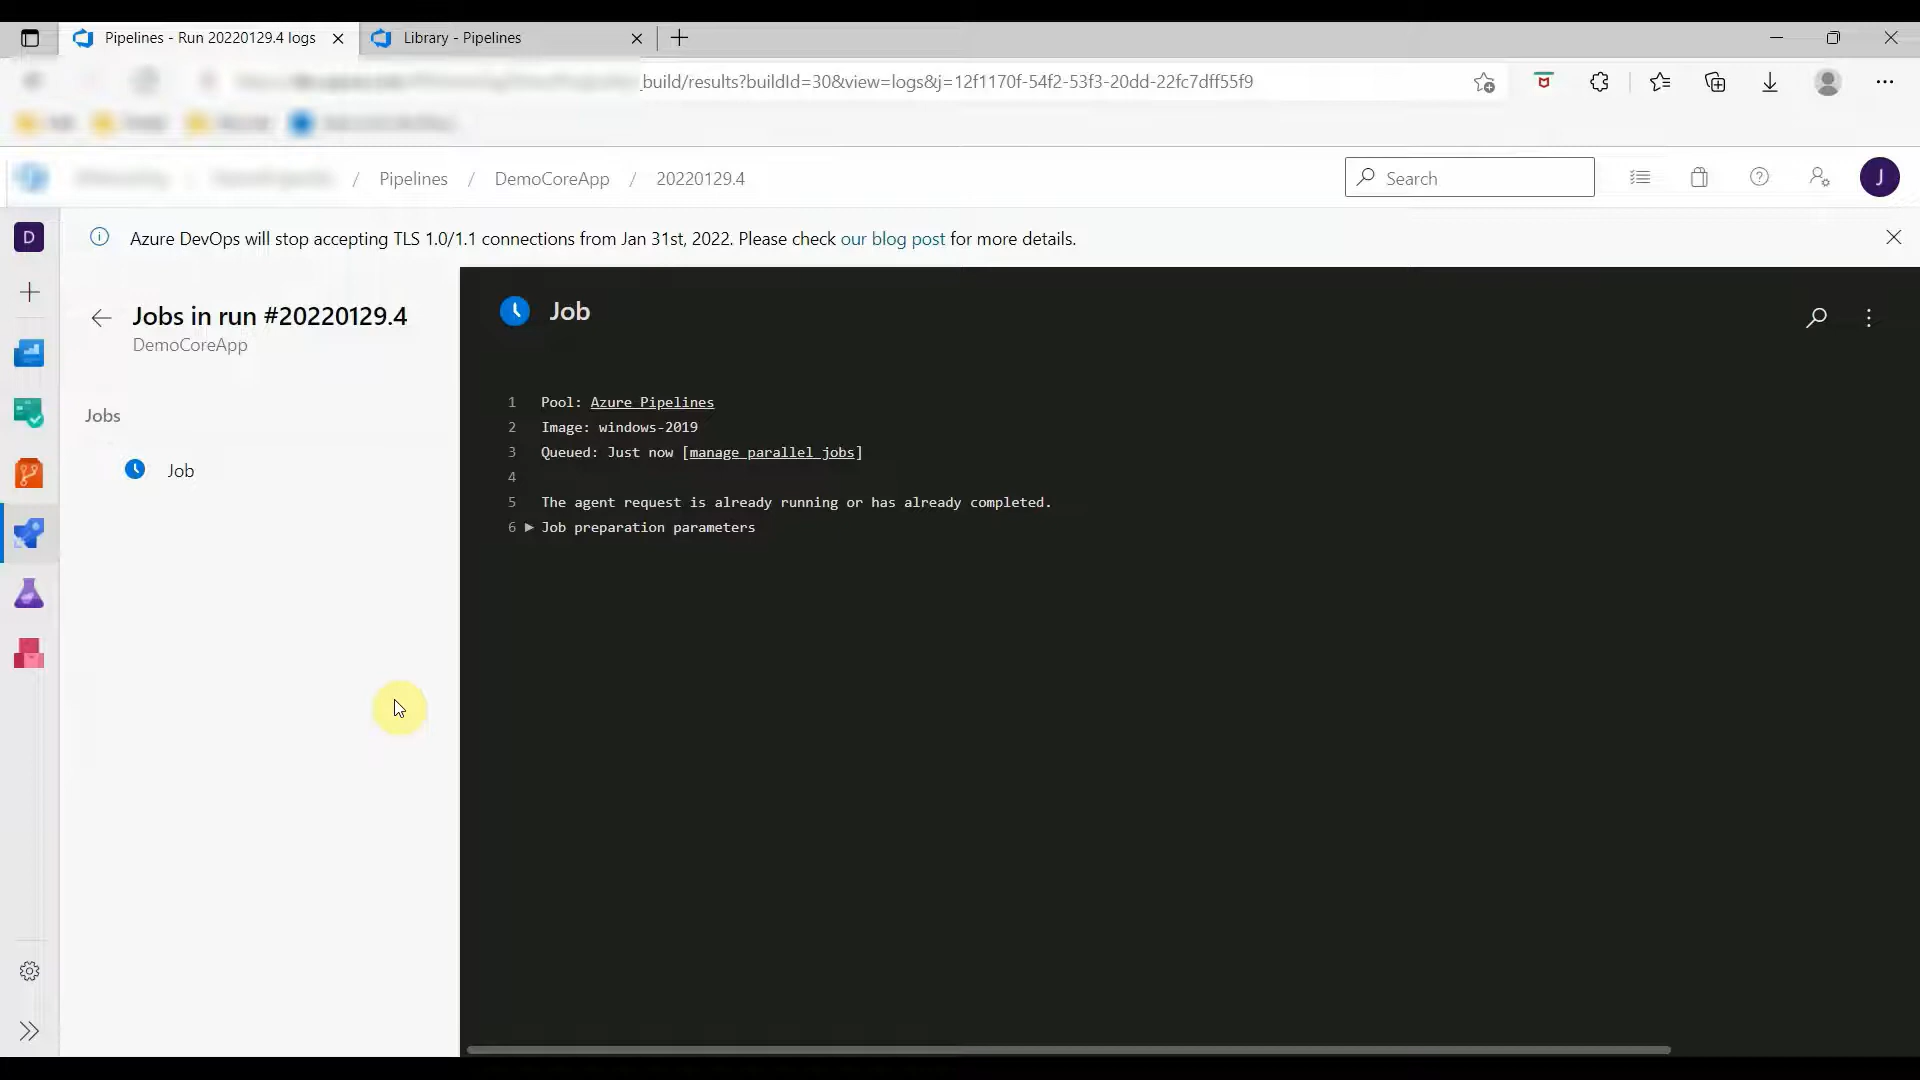 Pipelines - Run 20220129.4 logs
Library - Pipelines
_build/results?buildId=30&view=logs&j=12f1170f-54f2-53f3-20dd-22fc7dff55f9
/ Pipelines / DemoCoreApp / 20220129.4
Search
J
D
Azure DevOps will stop accepting TLS 1.0/1.1 connections from Jan 31st, 2022. Please check our blog post for more details.
Jobs in run #20220129.4
DemoCoreApp
Jobs
Job
Job
1 Pool: Azure Pipelines
2 Image: windows-2019
3 Queued: Just now [manage parallel jobs]
4
5 The agent request is already running or has already completed.
6 ▶ Job preparation parameters